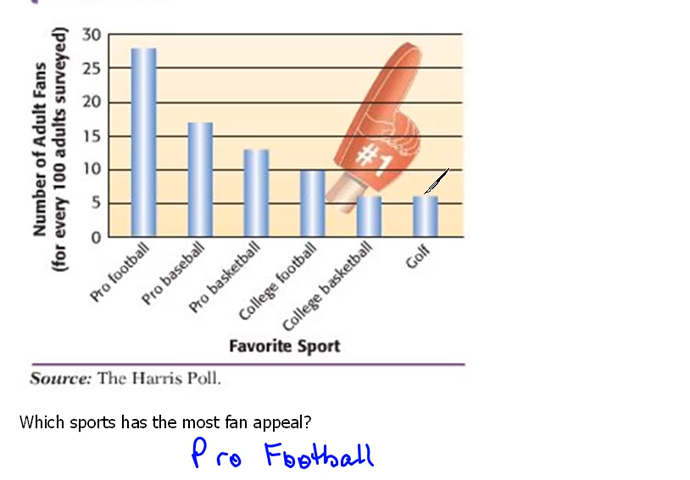 Number of Adult Fans
(for every 100 adults surveyed)
30
25
20
15
10
5
0
#1
Pro football
Pro baseball
Pro basketball
College football
College basketball
Golf
Favorite Sport
Source: The Harris Poll.
Which sports has the most fan appeal?
Pro Football